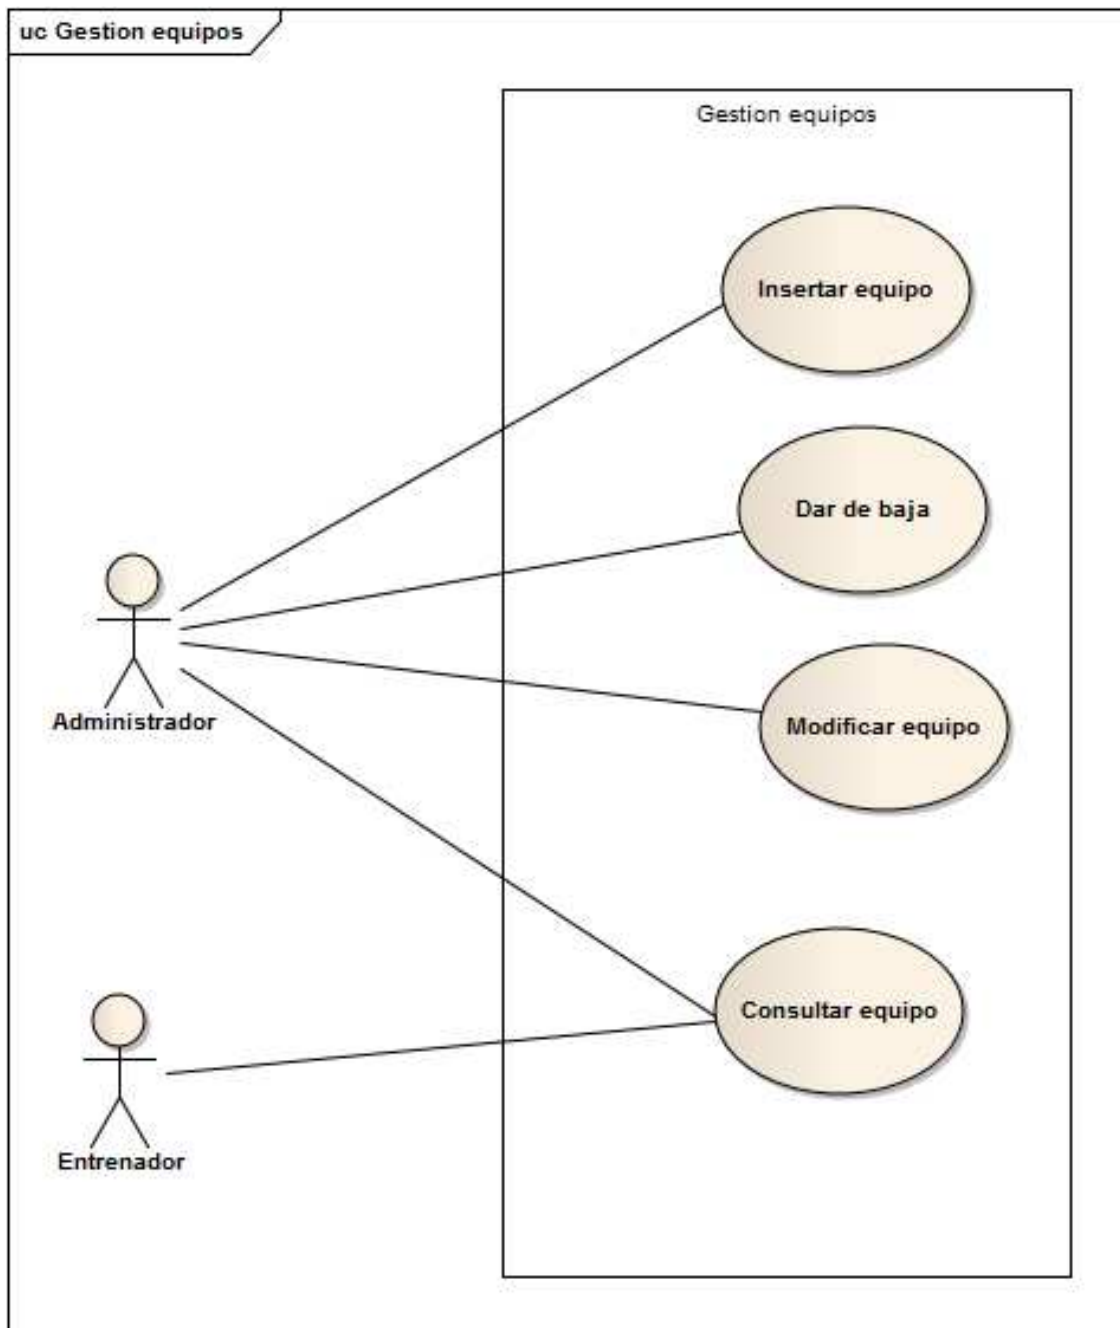 uc Gestion equipos
Gestion equipos
Insertar equipo
Dar de baja
Administrador
Modificar equipo
Consultar equipo
Entrenador